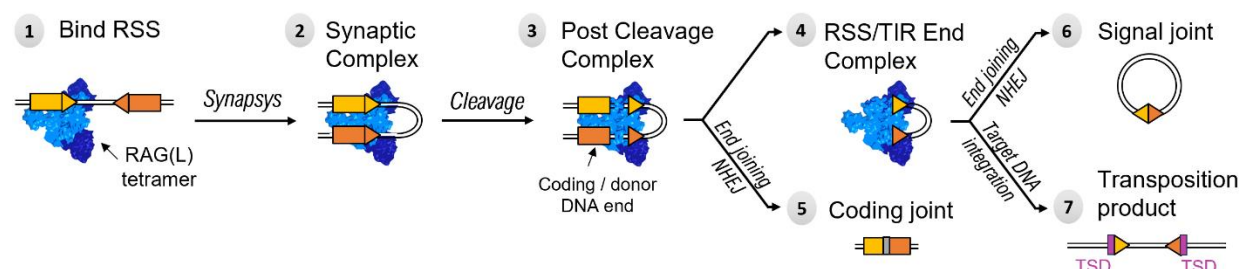 1 Bind RSS
RAG(L)
tetramer
Synapsys
2 Synaptic
Complex
Cleavage
3 Post Cleavage
Complex
Coding / donor
DNA end
End joining
NHEJ
4 RSS/TIR End
Complex
5 Coding joint
End joining
NHEJ
Target DNA
integration
6 Signal joint
7 Transposition
product
TSD TSD